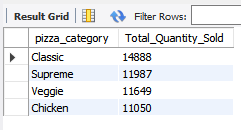 Result Grid Filter Rows:
pizza_category Total_Quantity_Sold
Classic 14888
Supreme 11987
Veggie 11649
Chicken 11050